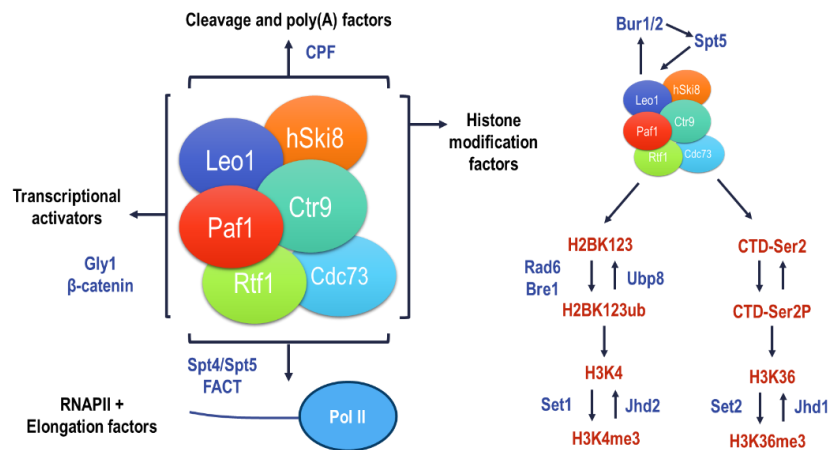 Cleavage and poly(A) factors
CPF
hSki8
Leo1
Ctr9
Paf1
Rtf1
Cdc73
Histone
modification
factors
Transcriptional
activators
Gly1
β-catenin
Spt4/Spt5
FACT
RNAPII +
Elongation factors
Pol II
Bur1/2
Spt5
hSki8
Leo1
Ctr9
Paf1
Rtf1
Cdc73
H2BK123
Rad6
Bre1
Ubp8
H2BK123ub
H3K4
Set1
Jhd2
H3K4me3
CTD-Ser2
CTD-Ser2P
H3K36
Set2
Jhd1
H3K36me3